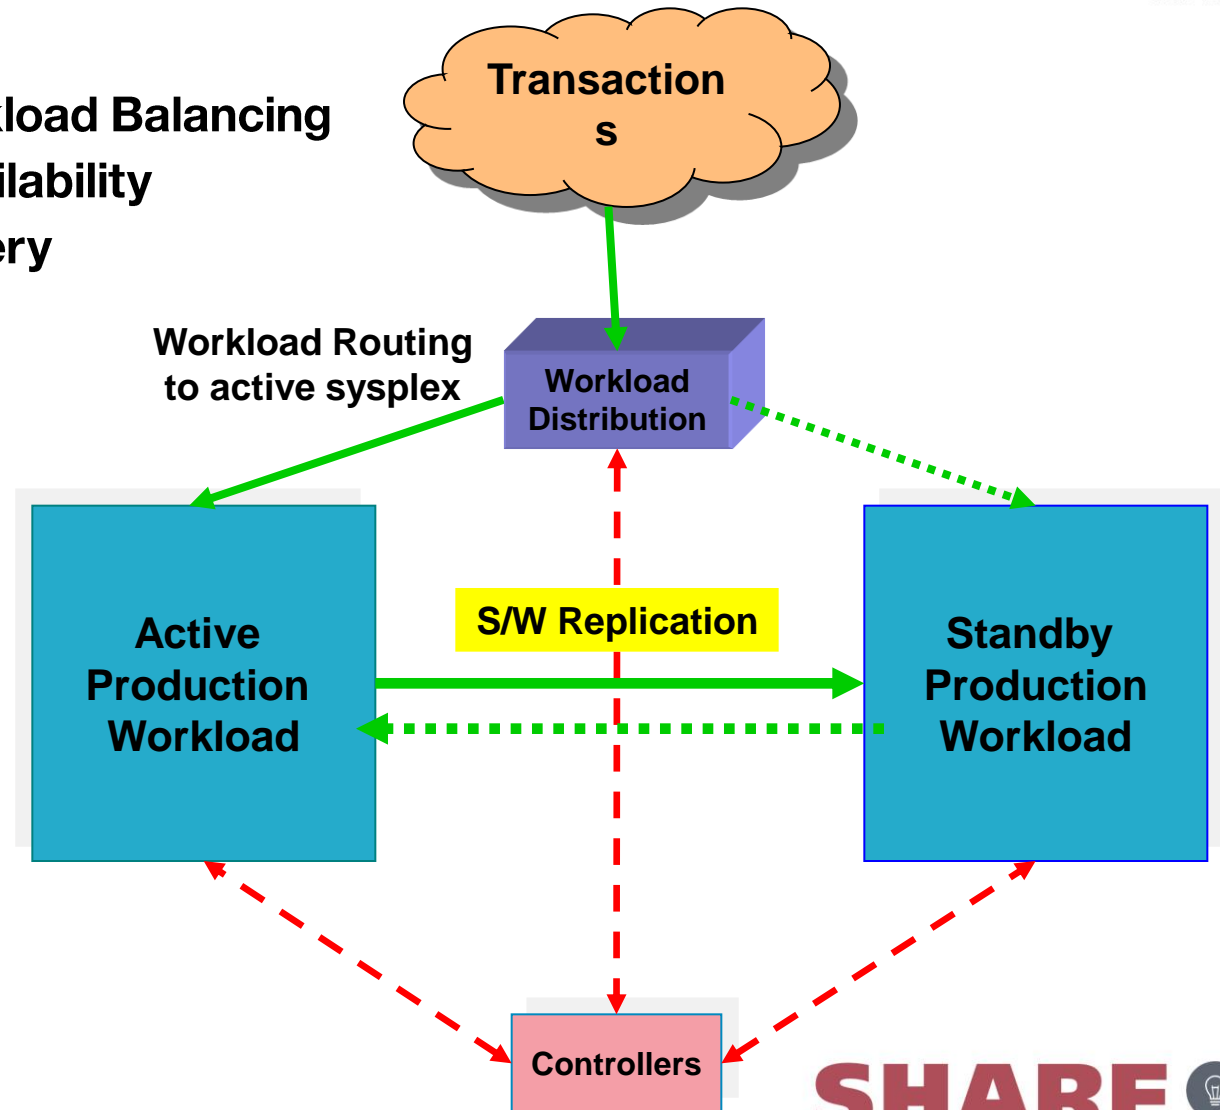 Transaction
s
kload Balancing
ilability
ery
Workload Routing
to active sysplex
Workload
Distribution
S/W Replication
Active
Production
Workload
Standby
Production
Workload
Controllers
SHARE